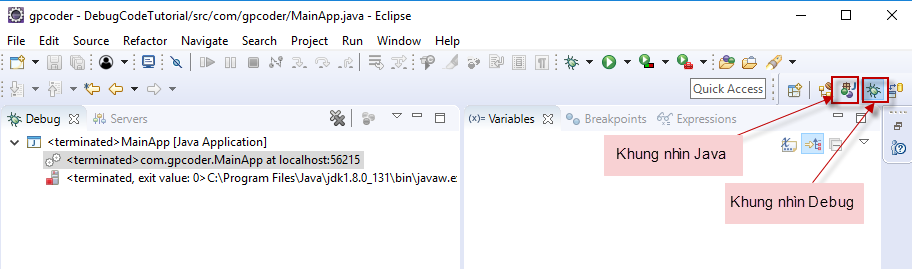 gpcoder - DebugCodeTutorial/src/com/gpcoder/MainApp.java - Eclipse
File Edit Source Refactor Navigate Search Project Run Window Help
Quick Access
Debug Servers
(x)= Variables Breakpoints Expressions
<terminated>MainApp [Java Application]
<terminated>com.gpcoder.MainApp at localhost:56215
<terminated, exit value: 0>C:\Program Files\Java\jdk1.8.0_131\bin\javaw.e
Khung nhìn Java
Khung nhìn Debug